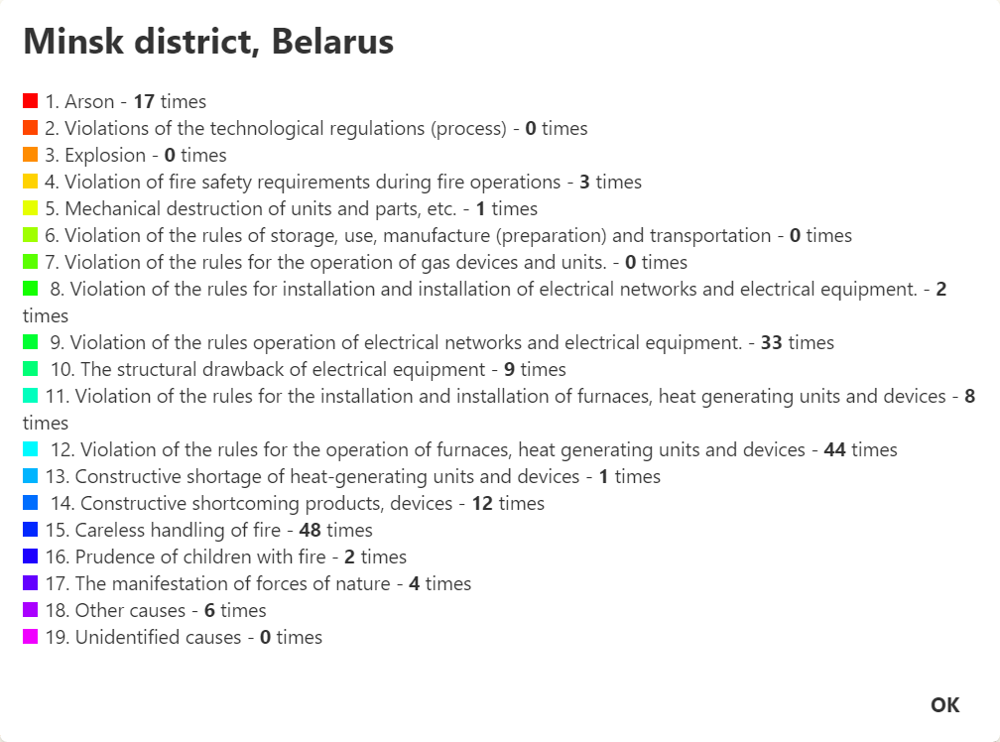 Minsk district, Belarus
1. Arson - 17 times
2. Violations of the technological regulations (process) - 0 times
3. Explosion - 0 times
4. Violation of fire safety requirements during fire operations - 3 times
5. Mechanical destruction of units and parts, etc. - 1 times
6. Violation of the rules of storage, use, manufacture (preparation) and transportation - 0 times
7. Violation of the rules for the operation of gas devices and units. - 0 times
8. Violation of the rules for installation and installation of electrical networks and electrical equipment. - 2
times
9. Violation of the rules operation of electrical networks and electrical equipment. - 33 times
10. The structural drawback of electrical equipment - 9 times
11. Violation of the rules for the installation and installation of furnaces, heat generating units and devices - 8
times
12. Violation of the rules for the operation of furnaces, heat generating units and devices - 44 times
13. Constructive shortage of heat-generating units and devices - 1 times
14. Constructive shortcoming products, devices - 12 times
15. Careless handling of fire - 48 times
16. Prudence of children with fire - 2 times
17. The manifestation of forces of nature - 4 times
18. Other causes - 6 times
19. Unidentified causes - 0 times
OK